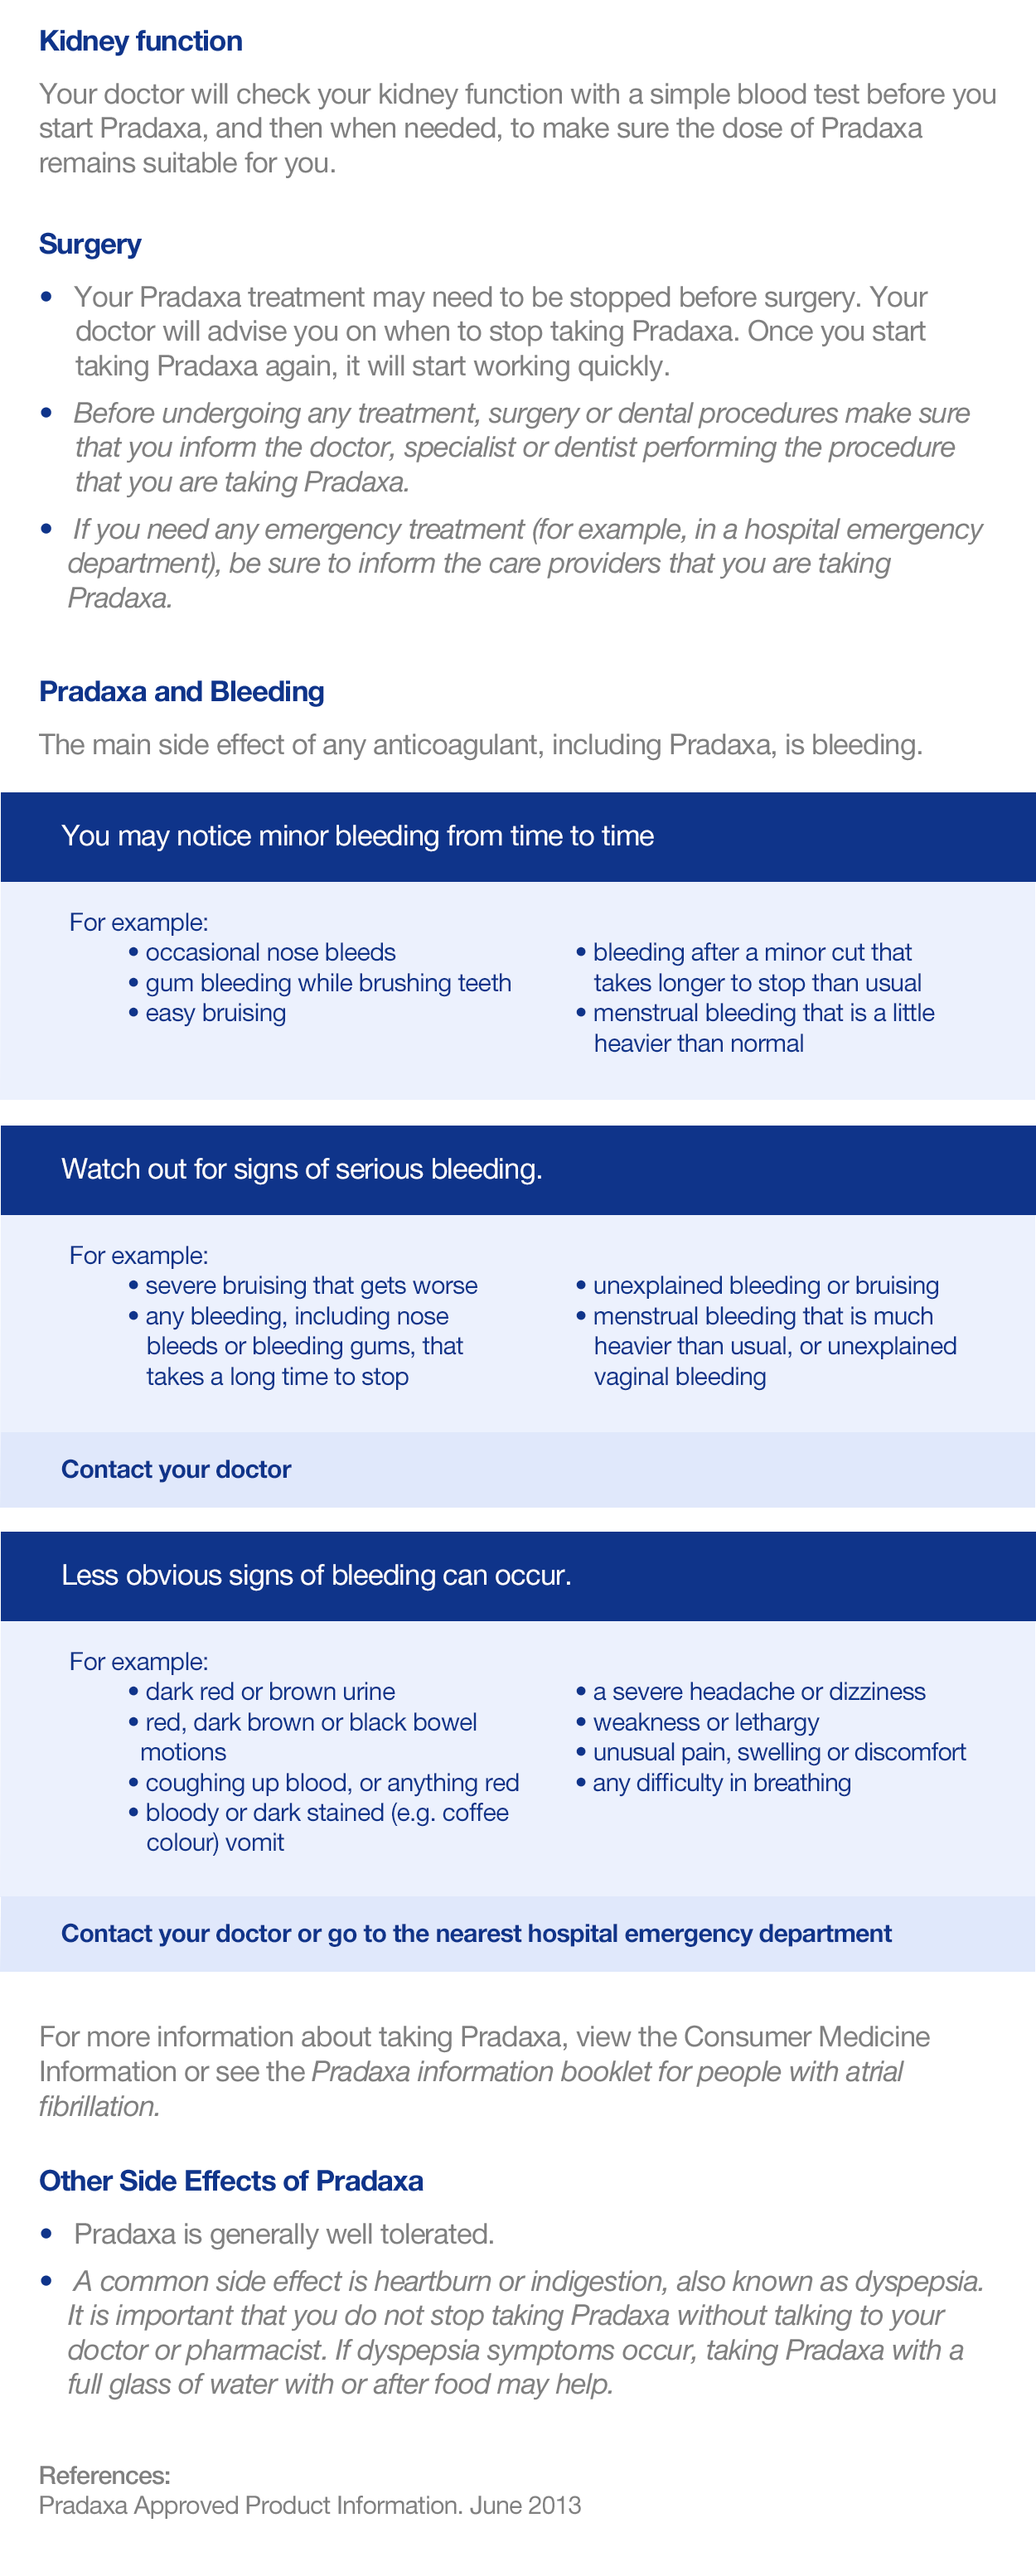 Kidney function
Your doctor will check your kidney function with a simple blood test before you
start Pradaxa, and then when needed, to make sure the dose of Pradaxa
remains suitable for you.
Surgery
• Your Pradaxa treatment may need to be stopped before surgery. Your
doctor will advise you on when to stop taking Pradaxa. Once you start
taking Pradaxa again, it will start working quickly.
• Before undergoing any treatment, surgery or dental procedures make sure
that you inform the doctor, specialist or dentist performing the procedure
that you are taking Pradaxa.
• If you need any emergency treatment (for example, in a hospital emergency
department), be sure to inform the care providers that you are taking
Pradaxa.
Pradaxa and Bleeding
The main side effect of any anticoagulant, including Pradaxa, is bleeding.
You may notice minor bleeding from time to time
For example:
• occasional nose bleeds
• gum bleeding while brushing teeth
• easy bruising
• bleeding after a minor cut that
takes longer to stop than usual
• menstrual bleeding that is a little
heavier than normal
Watch out for signs of serious bleeding.
For example:
• severe bruising that gets worse
• any bleeding, including nose
bleeds or bleeding gums, that
takes a long time to stop
• unexplained bleeding or bruising
• menstrual bleeding that is much
heavier than usual, or unexplained
vaginal bleeding
Contact your doctor
Less obvious signs of bleeding can occur.
For example:
• dark red or brown urine
• red, dark brown or black bowel
motions
• coughing up blood, or anything red
• bloody or dark stained (e.g. coffee
colour) vomit
• a severe headache or dizziness
• weakness or lethargy
• unusual pain, swelling or discomfort
• any difficulty in breathing
Contact your doctor or go to the nearest hospital emergency department
For more information about taking Pradaxa, view the Consumer Medicine
Information or see the Pradaxa information booklet for people with atrial
fibrillation.
Other Side Effects of Pradaxa
• Pradaxa is generally well tolerated.
• A common side effect is heartburn or indigestion, also known as dyspepsia.
It is important that you do not stop taking Pradaxa without talking to your
doctor or pharmacist. If dyspepsia symptoms occur, taking Pradaxa with a
full glass of water with or after food may help.
References:
Pradaxa Approved Product Information. June 2013